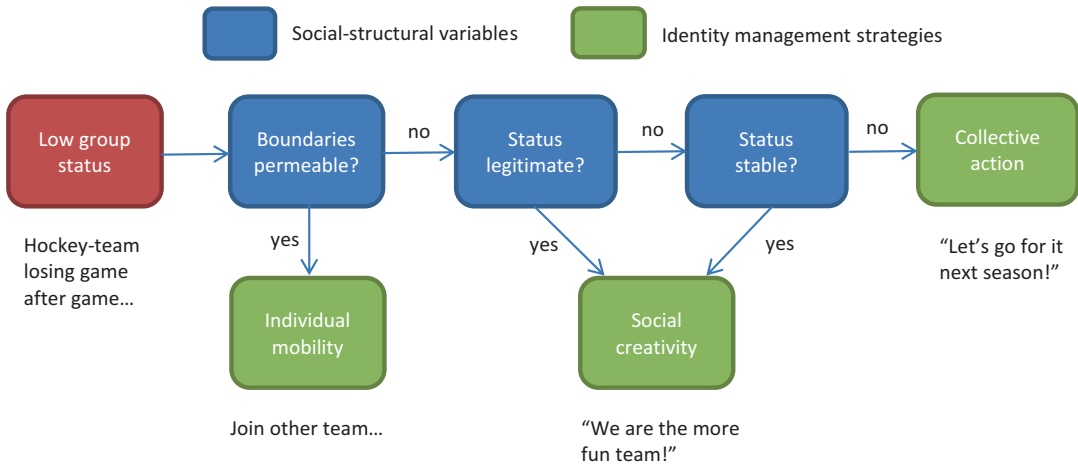 Social-structural variables
Identity management strategies
Low group
status
Boundaries
permeable?
no
Status
legitimate?
no
Status
stable?
no
Collective
action
Hockey-team
losing game
after game…
yes
yes
yes
“Let’s go for it
next season!”
Individual
mobility
Social
creativity
Join other team…
“We are the more
fun team!”